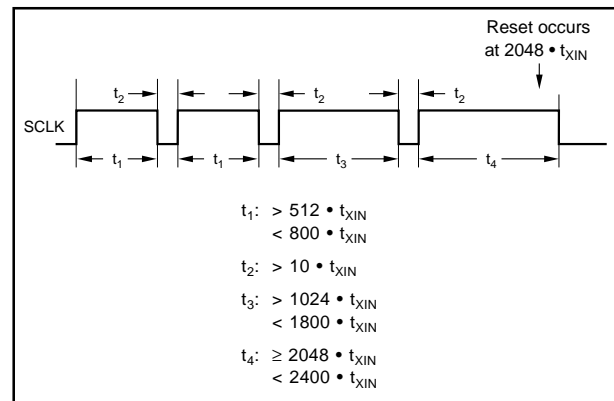 Reset occurs
at 2048 • tXIN
t2 t2 t2
SCLK
t1 t1 t3 t4
t1: > 512 • tXIN
< 800 • tXIN
t2: > 10 • tXIN
t3: > 1024 • tXIN
< 1800 • tXIN
t4: ≥ 2048 • tXIN
< 2400 • tXIN